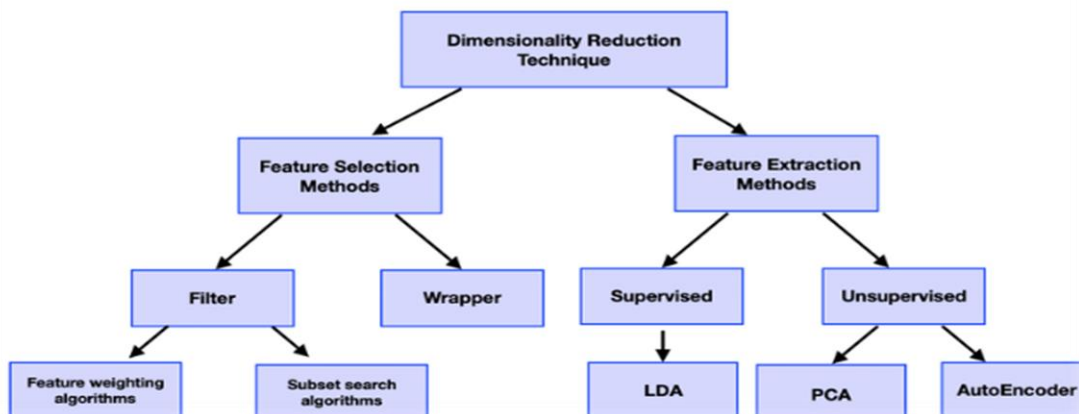 Dimensionality Reduction
Technique
Feature Selection
Methods
Feature Extraction
Methods
Filter
Wrapper
Supervised
Unsupervised
Feature weighting
algorithms
Subset search
algorithms
LDA
PCA
AutoEncoder